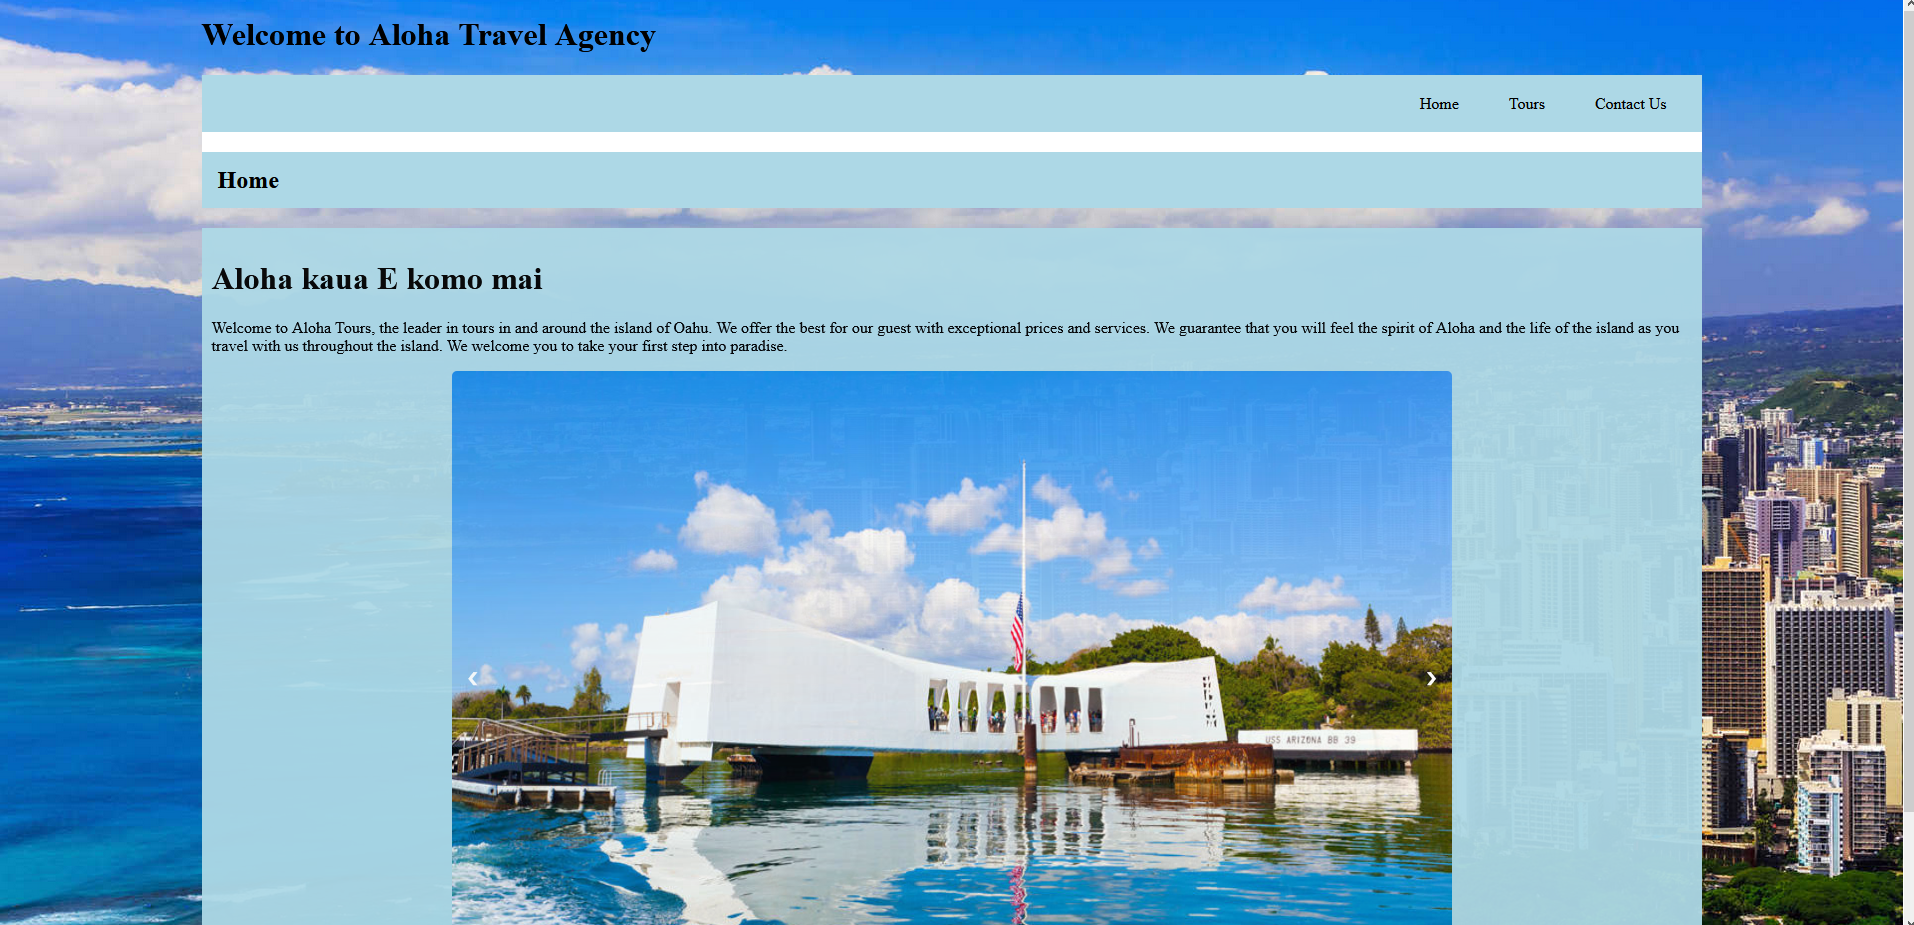 Welcome to Aloha Travel Agency
Home Tours Contact Us
Home
Aloha kaua E komo mai
Welcome to Aloha Tours, the leader in tours in and around the island of Oahu. We offer the best for our guest with exceptional prices and services. We guarantee that you will feel the spirit of Aloha and the life of the island as you
travel with us throughout the island. We welcome you to take your first step into paradise.
USS ARIZONA BB 39